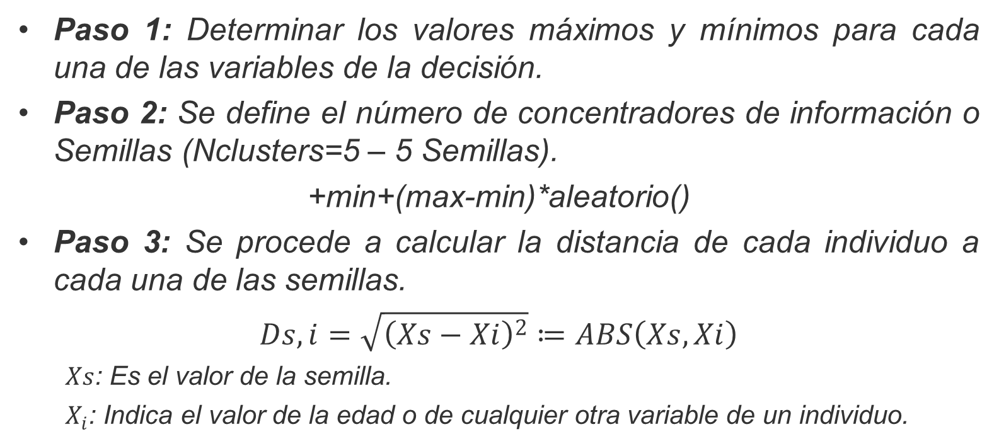 • Paso 1: Determinar los valores máximos y mínimos para cada
una de las variables de la decisión.
• Paso 2: Se define el número de concentradores de información o
Semillas (Nclusters=5 – 5 Semillas).
+min+(max-min)*aleatorio()
• Paso 3: Se procede a calcular la distancia de cada individuo a
cada una de las semillas.
Ds, i = √(Xs − Xi)² ≔ ABS(Xs, Xi)
Xs: Es el valor de la semilla.
Xᵢ: Indica el valor de la edad o de cualquier otra variable de un individuo.